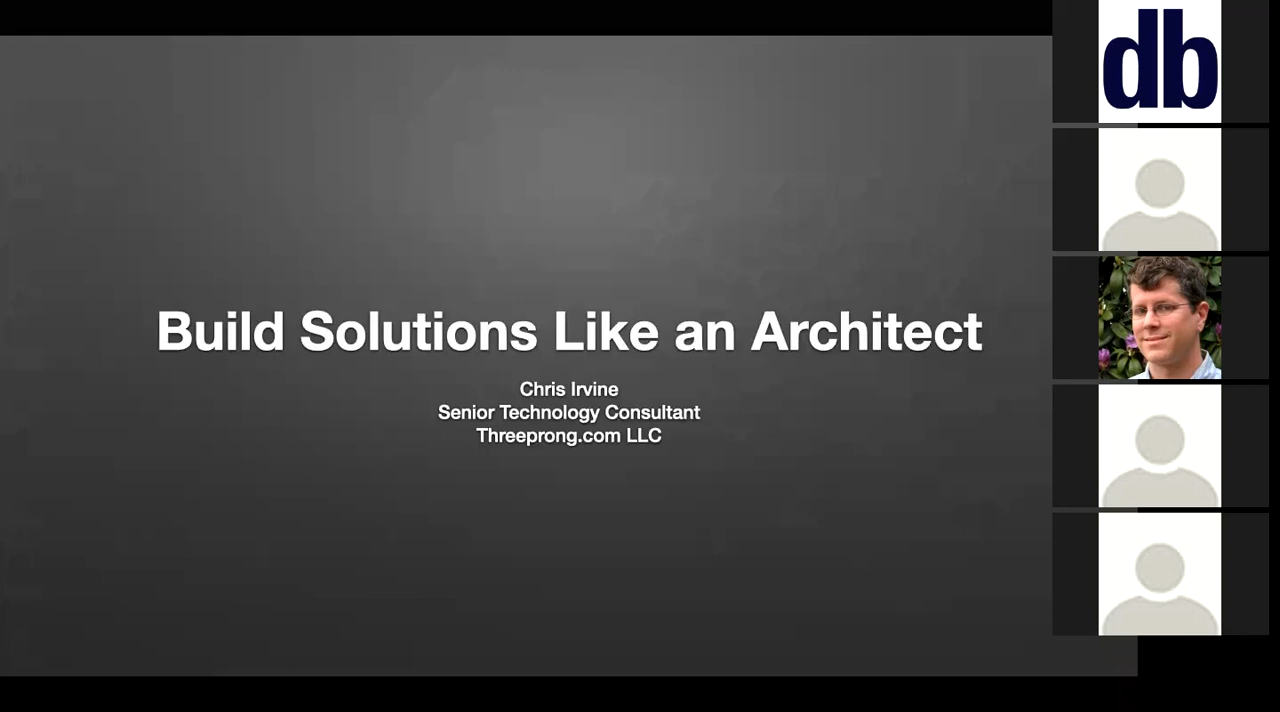 db
Build Solutions Like an Architect
Chris Irvine
Senior Technology Consultant
Threeprong.com LLC